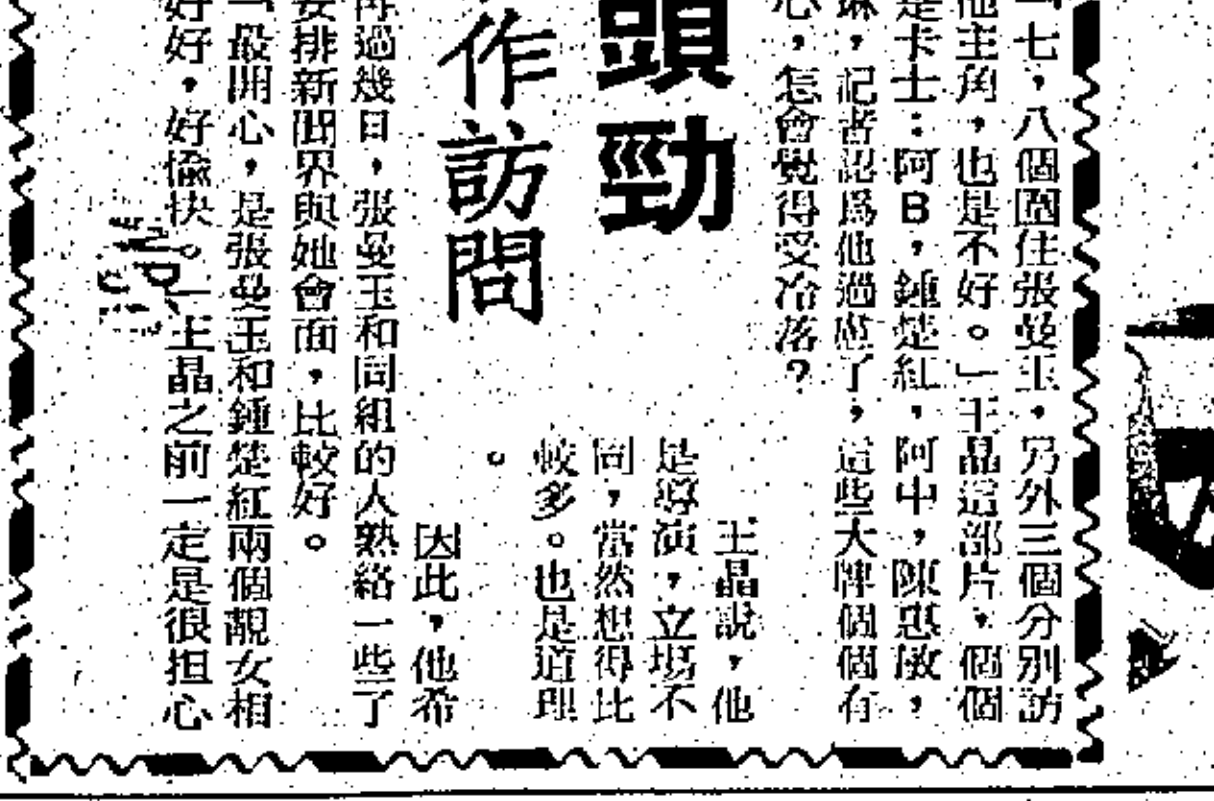 「七，八個圍住張曼玉，另外三個分別訪
他主角，也是不好。」王晶這部片，個個
是卡士：阿B，鍾楚紅，阿中，陳惠敏，
琳，記者認爲他過慮了，這些大牌個個有
心，怎會覺得受冷落？
頭勁
作訪問
王晶說，他
是導演，立場不
同，當然想得比
較多。也是道理
。
因此，他希
再過幾日，張曼玉和同組的人熟絡一些了
安排新聞界與她會面，比較好。
「最開心，是張曼玉和鍾楚紅兩個靚女相
好好，好愉快。」王晶之前一定是很担心